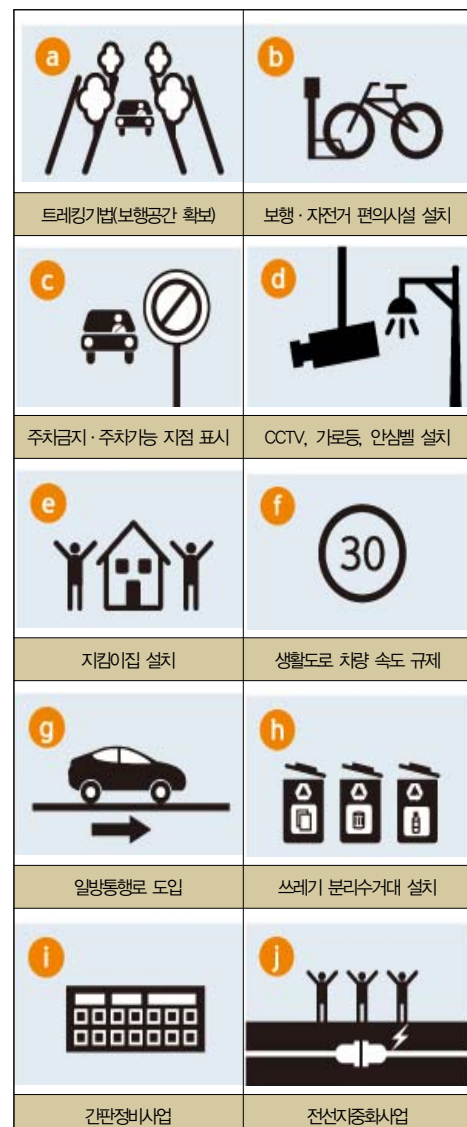 a b
트레킹기법(보행공간 확보) 보행·자전거 편의시설 설치
c d
주차금지·주차가능 지점 표시 CCTV, 가로등, 안심벨 설치
e f
30
지킴이집 설치 생활도로 차량 속도 규제
g h
일방통행로 도입 쓰레기 분리수거대 설치
i j
간판정비사업 전선지중화사업